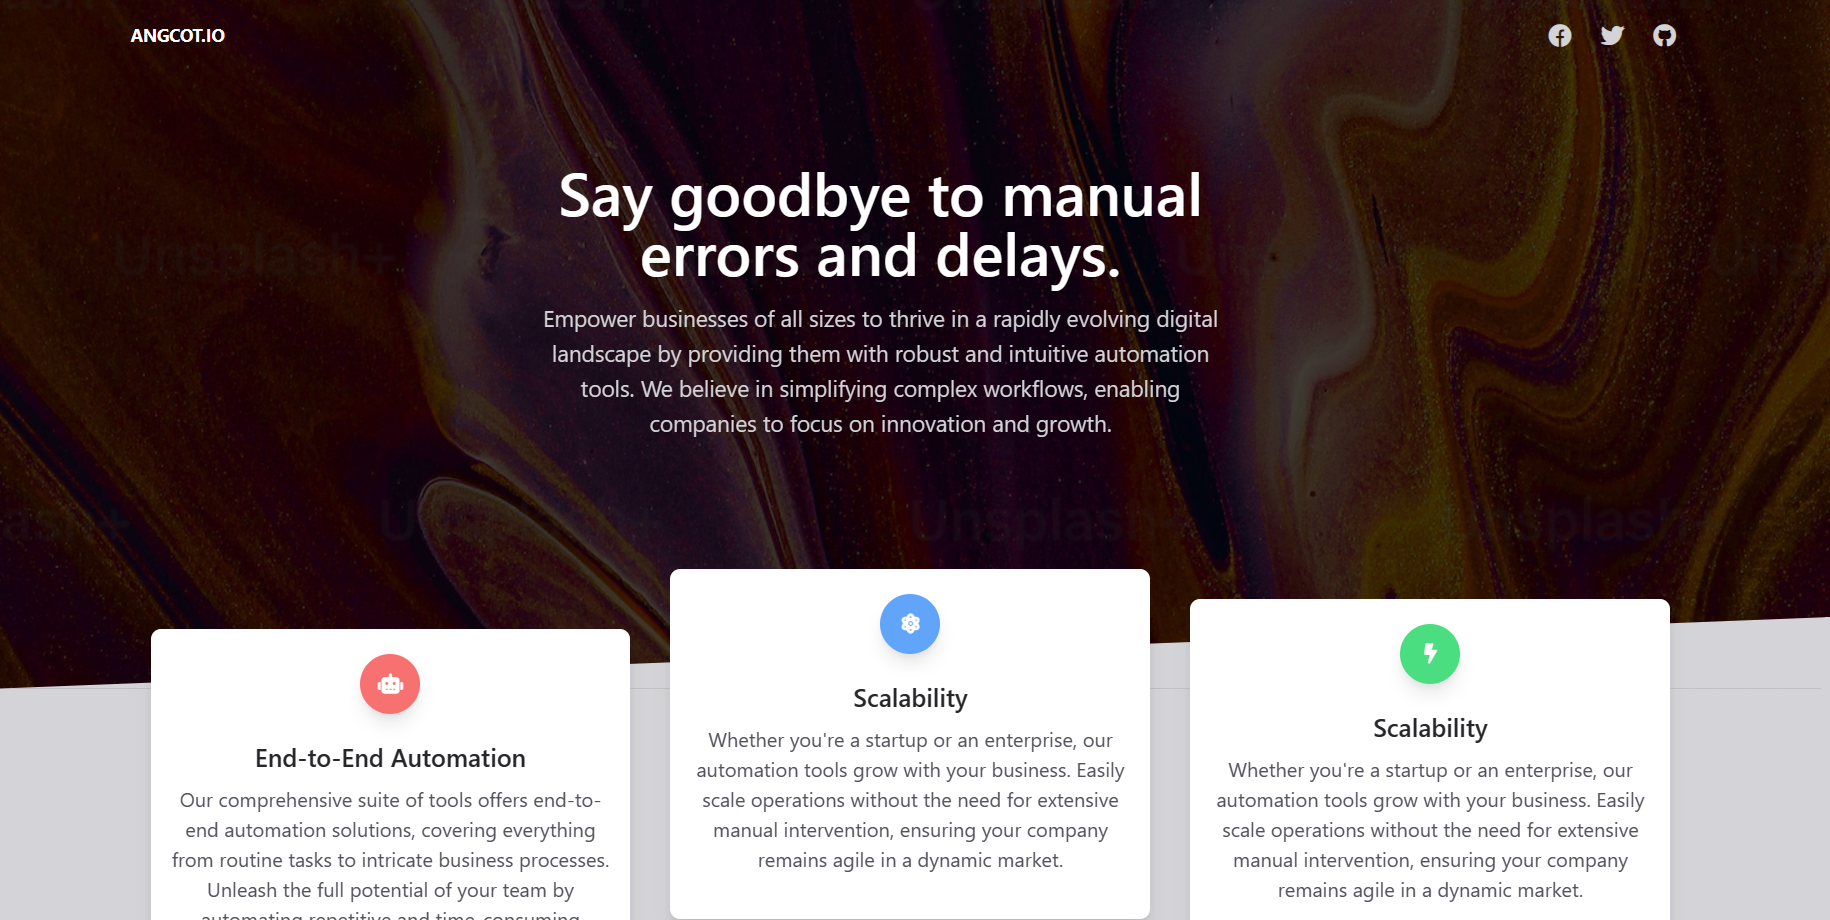 ANGCOT.IO
Say goodbye to manual
errors and delays.
Unsplash+
Empower businesses of all sizes to thrive in a rapidly evolving digital
landscape by providing them with robust and intuitive automation
tools. We believe in simplifying complex workflows, enabling
companies to focus on innovation and growth.
Unsplash+
Unsplash+
End-to-End Automation
Our comprehensive suite of tools offers end-to-
end automation solutions, covering everything
from routine tasks to intricate business processes.
Unleash the full potential of your team by
automating repetitive and time-consuming
Scalability
Whether you're a startup or an enterprise, our
automation tools grow with your business. Easily
scale operations without the need for extensive
manual intervention, ensuring your company
remains agile in a dynamic market.
Scalability
Whether you're a startup or an enterprise, our
automation tools grow with your business. Easily
scale operations without the need for extensive
manual intervention, ensuring your company
remains agile in a dynamic market.